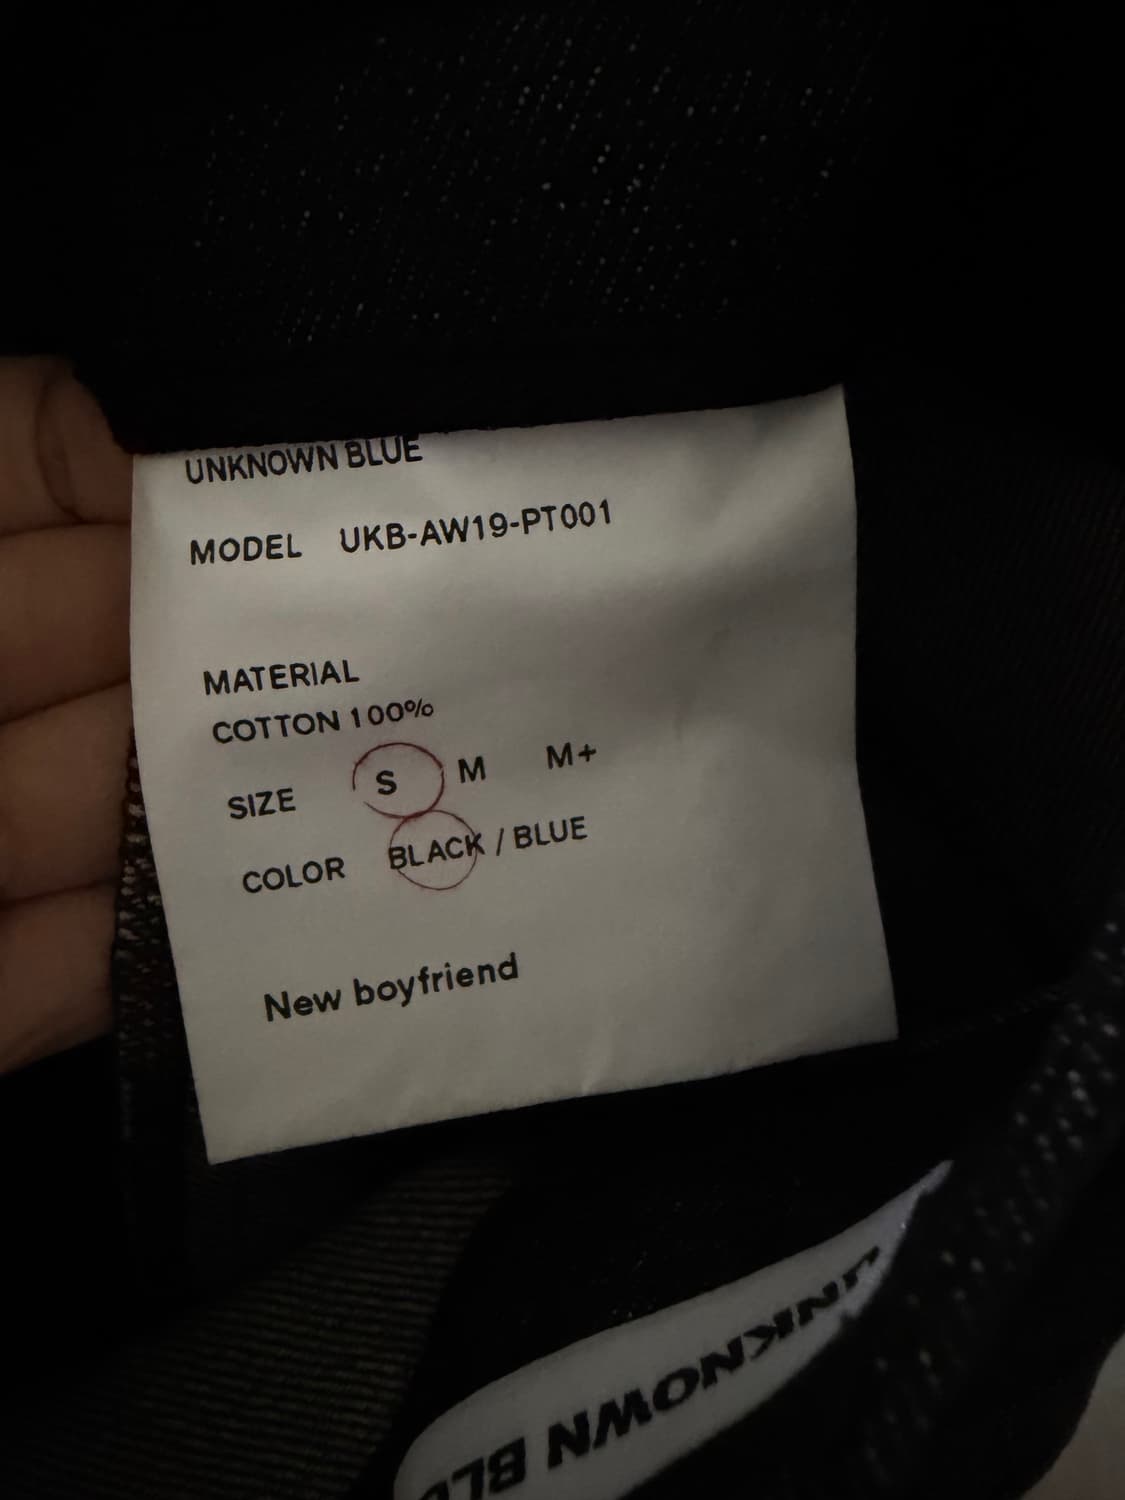 UNKNOWN BLUE
MODEL UKB-AW19-PT001
MATERIAL
COTTON 100%
SIZE S M M+
COLOR BLACK / BLUE
New boyfriend
UNKNOWN